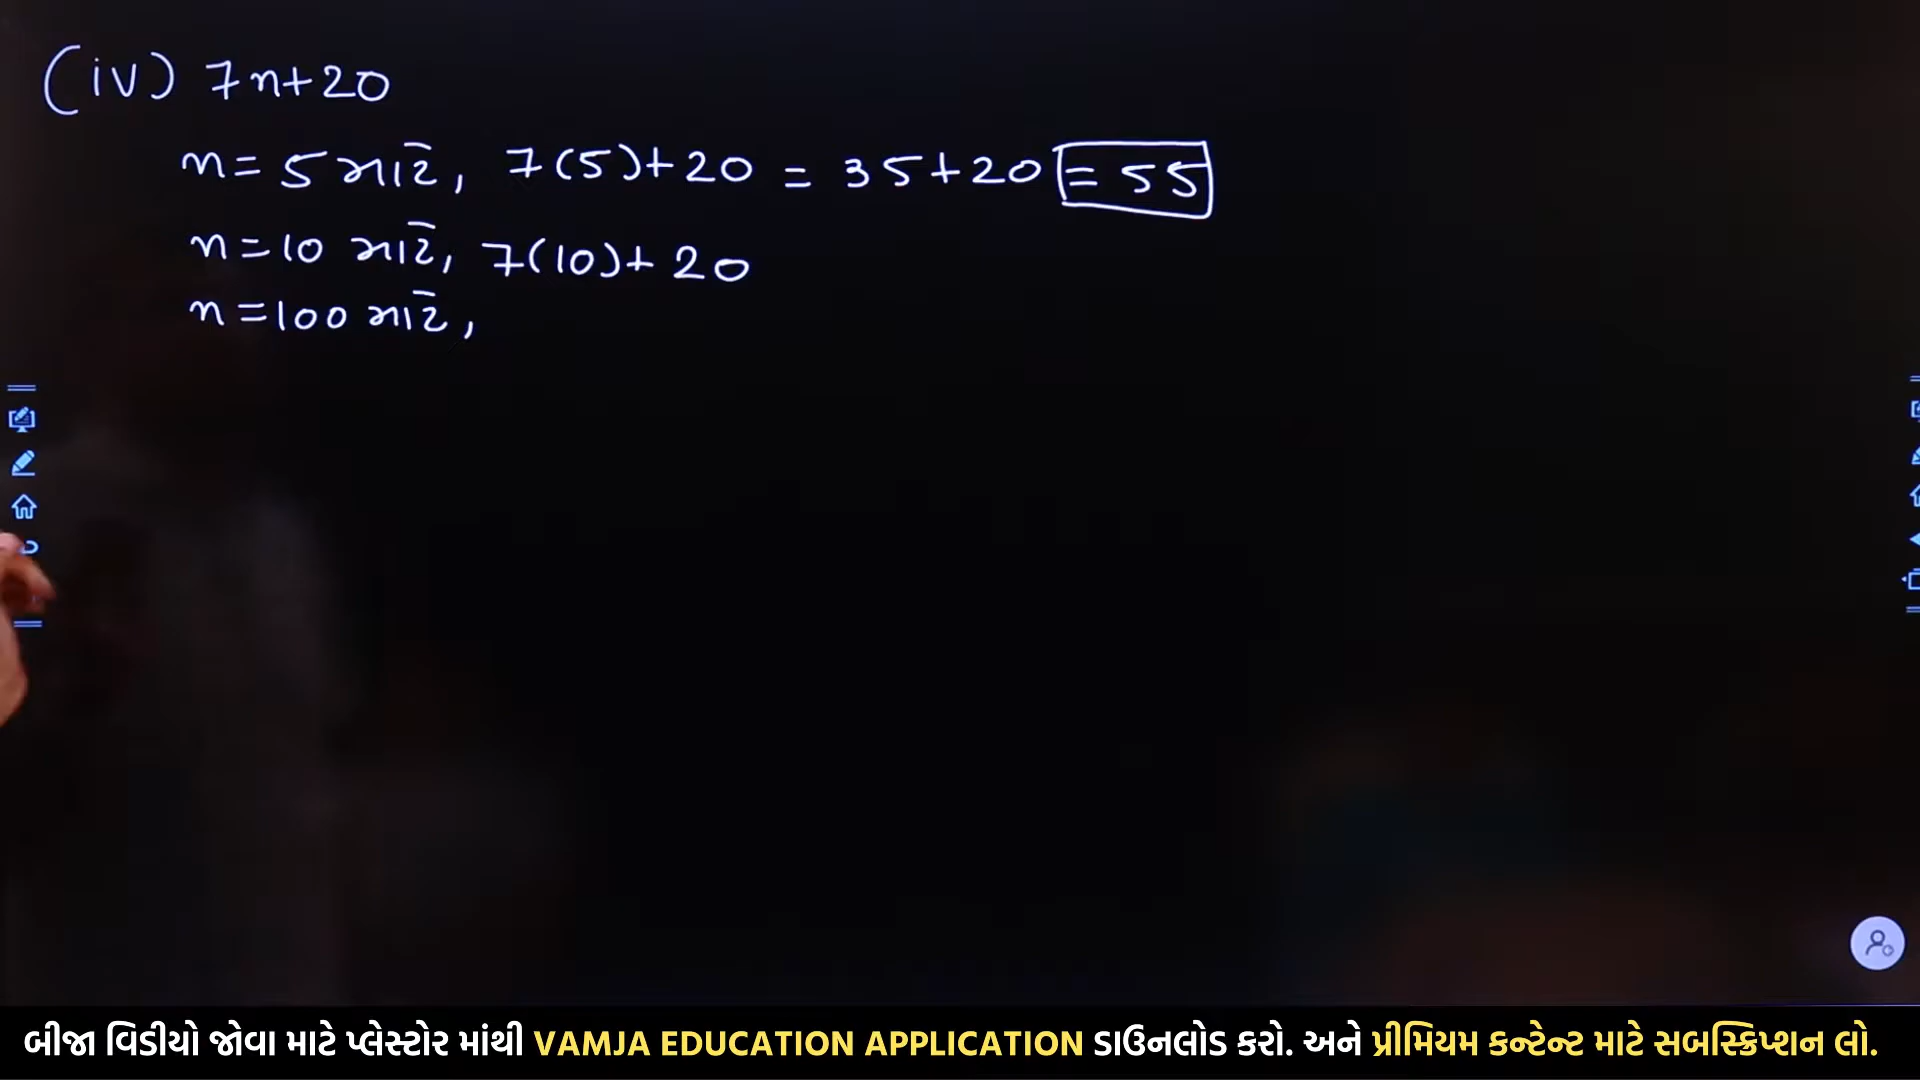 (iv) 7n+20
n = 5 માટે, 7(5)+20 = 35+20 = 55
n = 10 માટે, 7(10)+ 20
n = 100 માટે,
બીજા વિડીયો જોવા માટે પ્લેસ્ટોર માંથી VAMJA EDUCATION APPLICATION ડાઉનલોડ કરો. અને પ્રીમિયમ કન્ટેન્ટ માટે સબસ્ક્રિપ્શન લો.